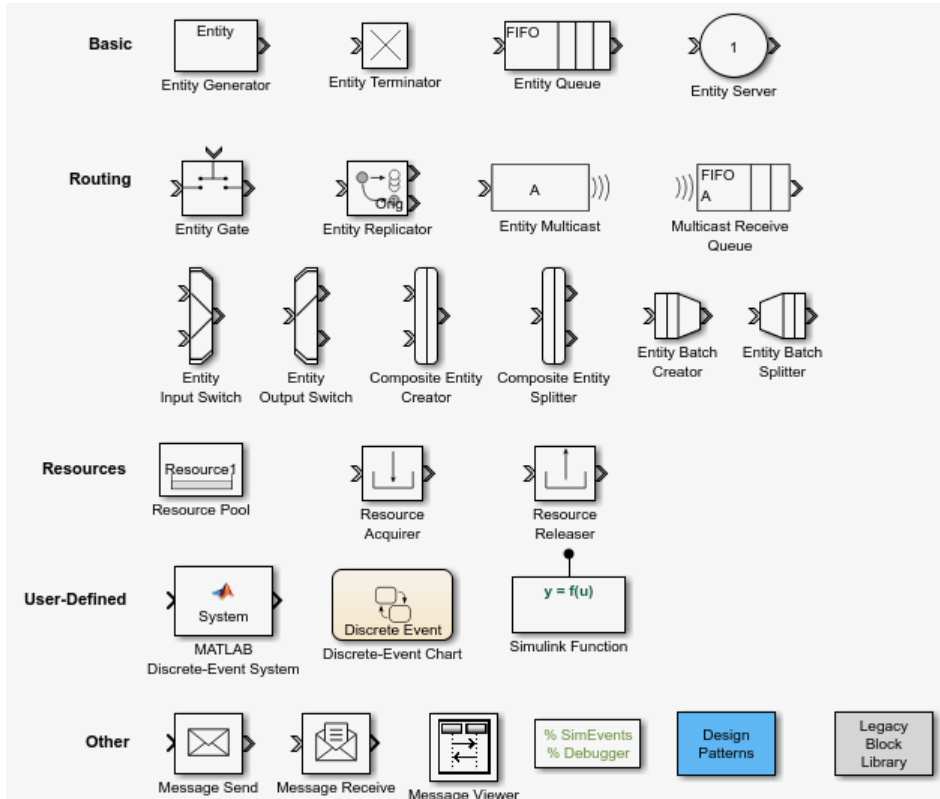 Basic
Entity
FIFO
1
Entity Generator
Entity Terminator
Entity Queue
Entity Server
Routing
Orig
A
FIFO
A
Entity Gate
Entity Replicator
Entity Multicast
Multicast Receive
Queue
Entity
Input Switch
Entity
Output Switch
Composite Entity
Creator
Composite Entity
Splitter
Entity Batch
Creator
Entity Batch
Splitter
Resources
Resource1
Resource Pool
Resource
Acquirer
Resource
Releaser
User-Defined
System
MATLAB
Discrete-Event System
Discrete Event
Discrete-Event Chart
y = f(u)
Simulink Function
Other
Message Send
Message Receive
Message Viewer
% SimEvents
% Debugger
Design
Patterns
Legacy
Block
Library